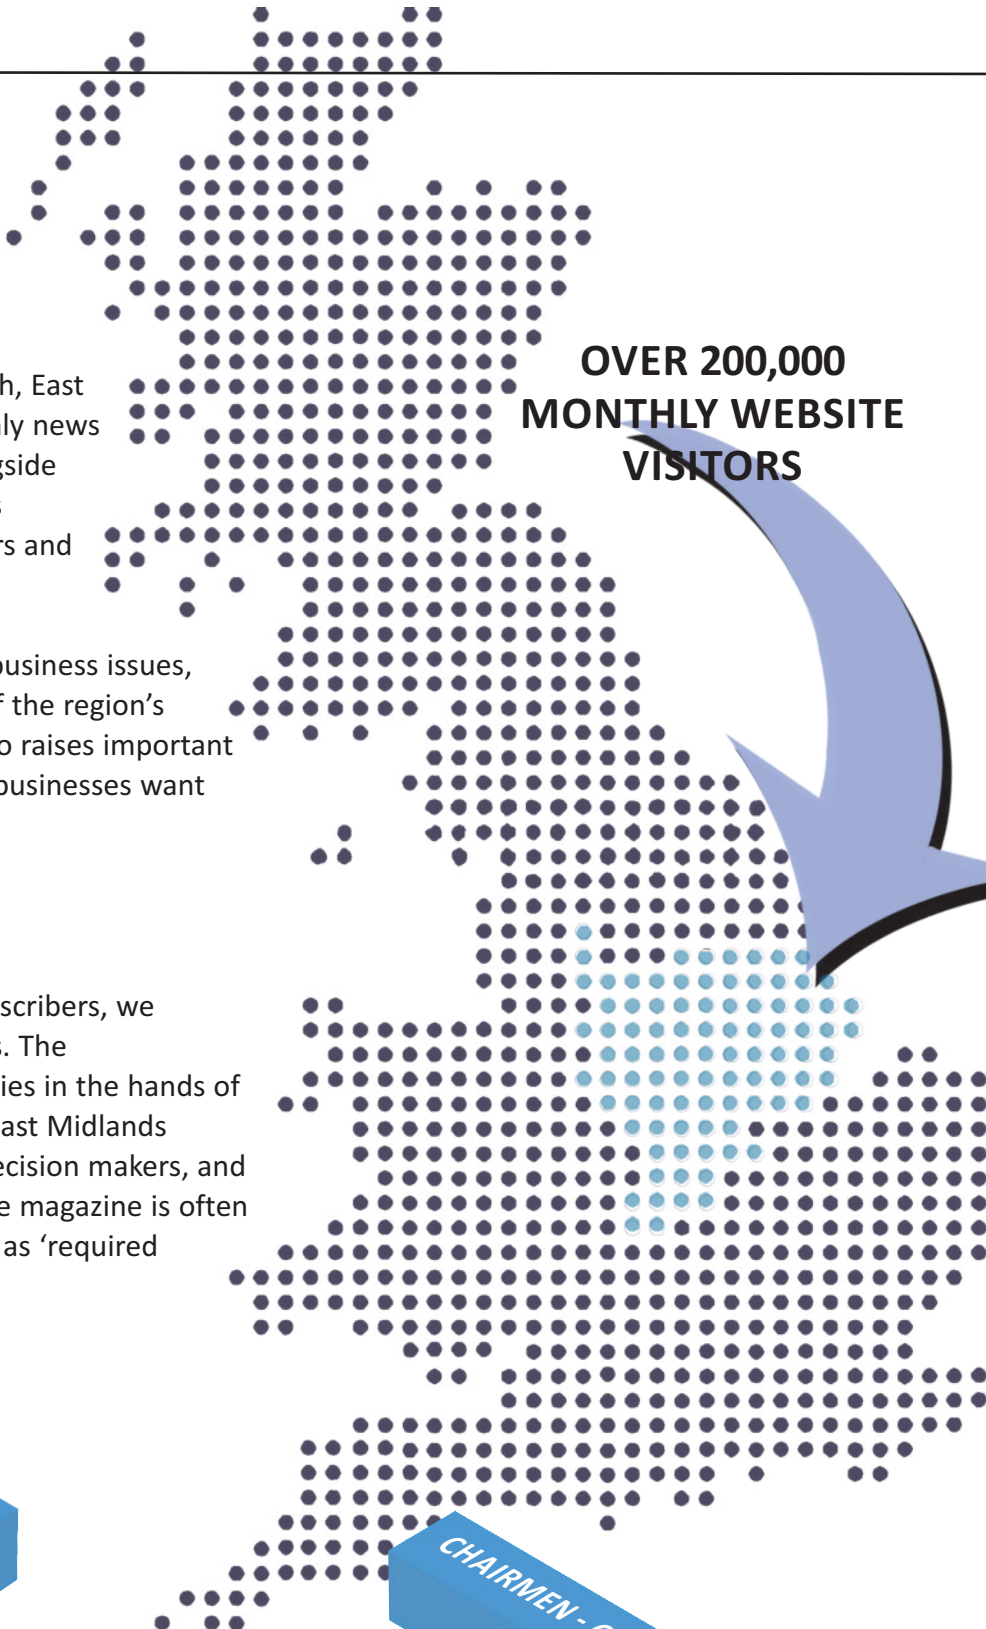 OVER 200,000
MONTHLY WEBSITE
VISITORS
h, East
ly news
gside
s
rs and
business issues,
f the region’s
o raises important
businesses want
scribers, we
s. The
ies in the hands of
ast Midlands
ecision makers, and
e magazine is often
as ‘required
CHAIRMEN -